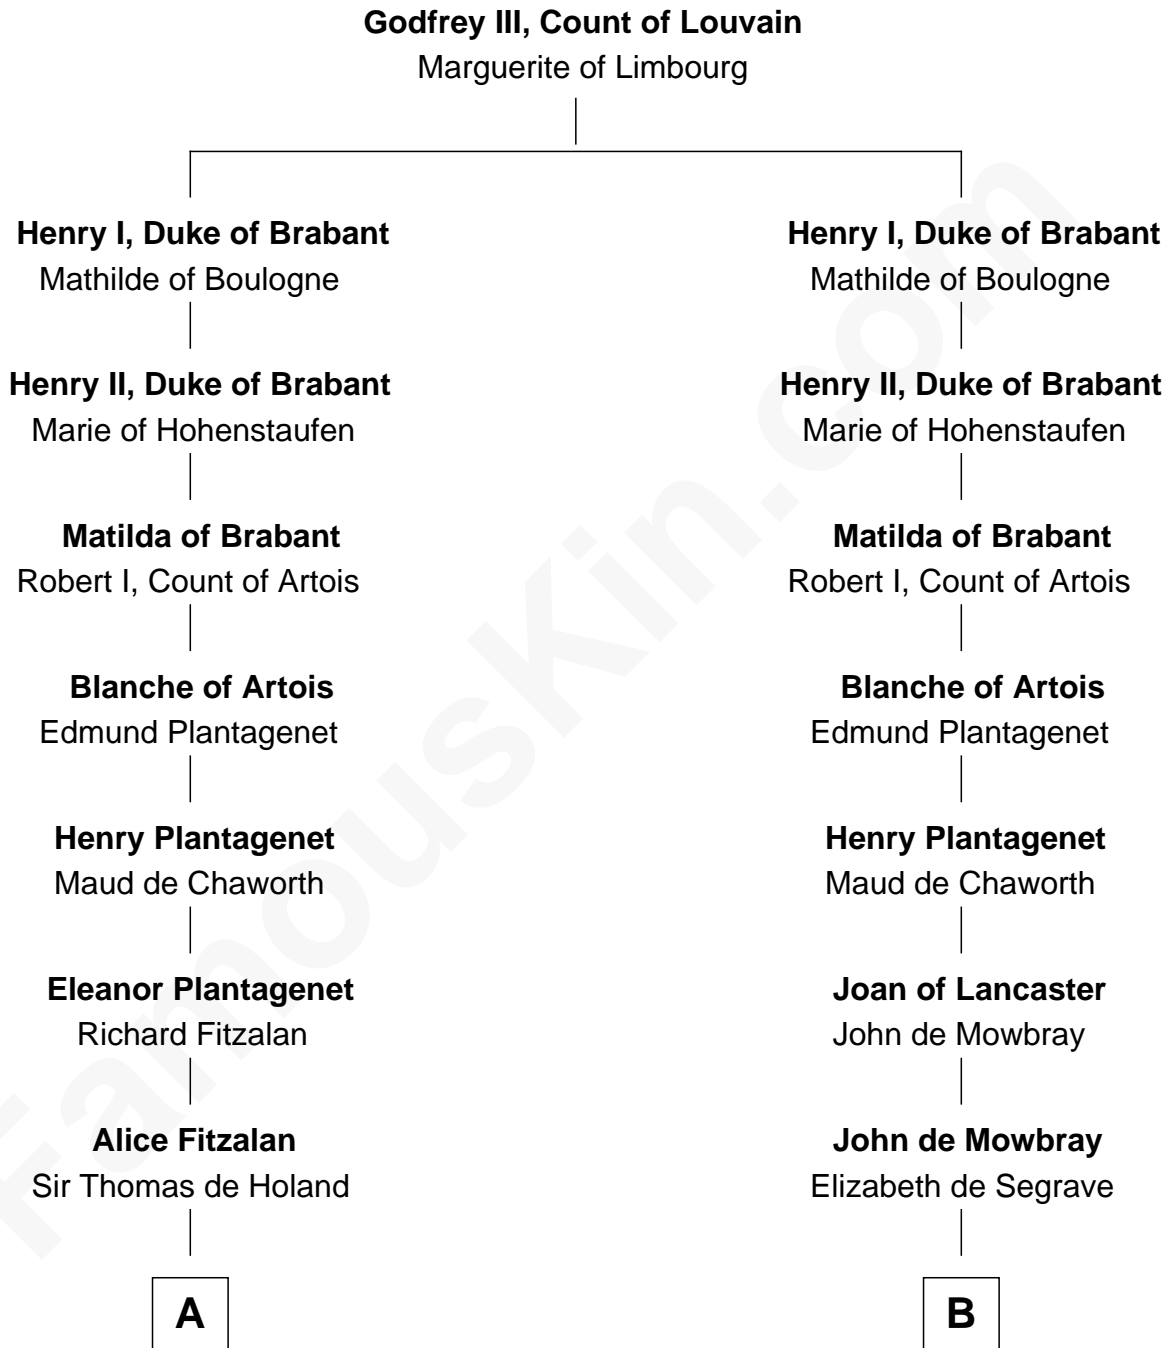 Godfrey III, Count of Louvain
Marguerite of Limbourg
Henry I, Duke of Brabant
Mathilde of Boulogne
Henry II, Duke of Brabant
Marie of Hohenstaufen
Matilda of Brabant
Robert I, Count of Artois
Blanche of Artois
Edmund Plantagenet
Henry Plantagenet
Maud de Chaworth
Eleanor Plantagenet
Richard Fitzalan
Alice Fitzalan
Sir Thomas de Holand
A
Henry I, Duke of Brabant
Mathilde of Boulogne
Henry II, Duke of Brabant
Marie of Hohenstaufen
Matilda of Brabant
Robert I, Count of Artois
Blanche of Artois
Edmund Plantagenet
Henry Plantagenet
Maud de Chaworth
Joan of Lancaster
John de Mowbray
John de Mowbray
Elizabeth de Segrave
B
FamousKin.com